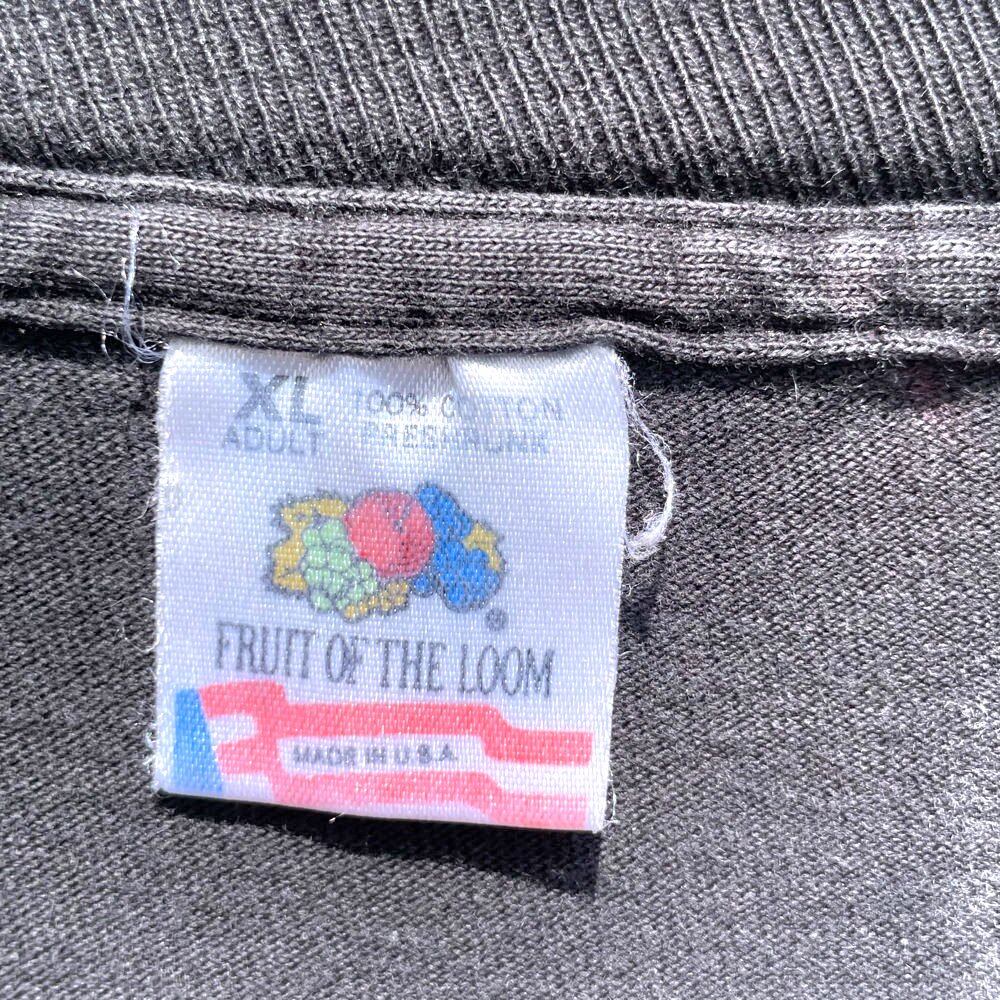 XL 100% COTTON
ADULT PRESHRUNK
®
FRUIT OF THE LOOM
MADE IN U.S.A.